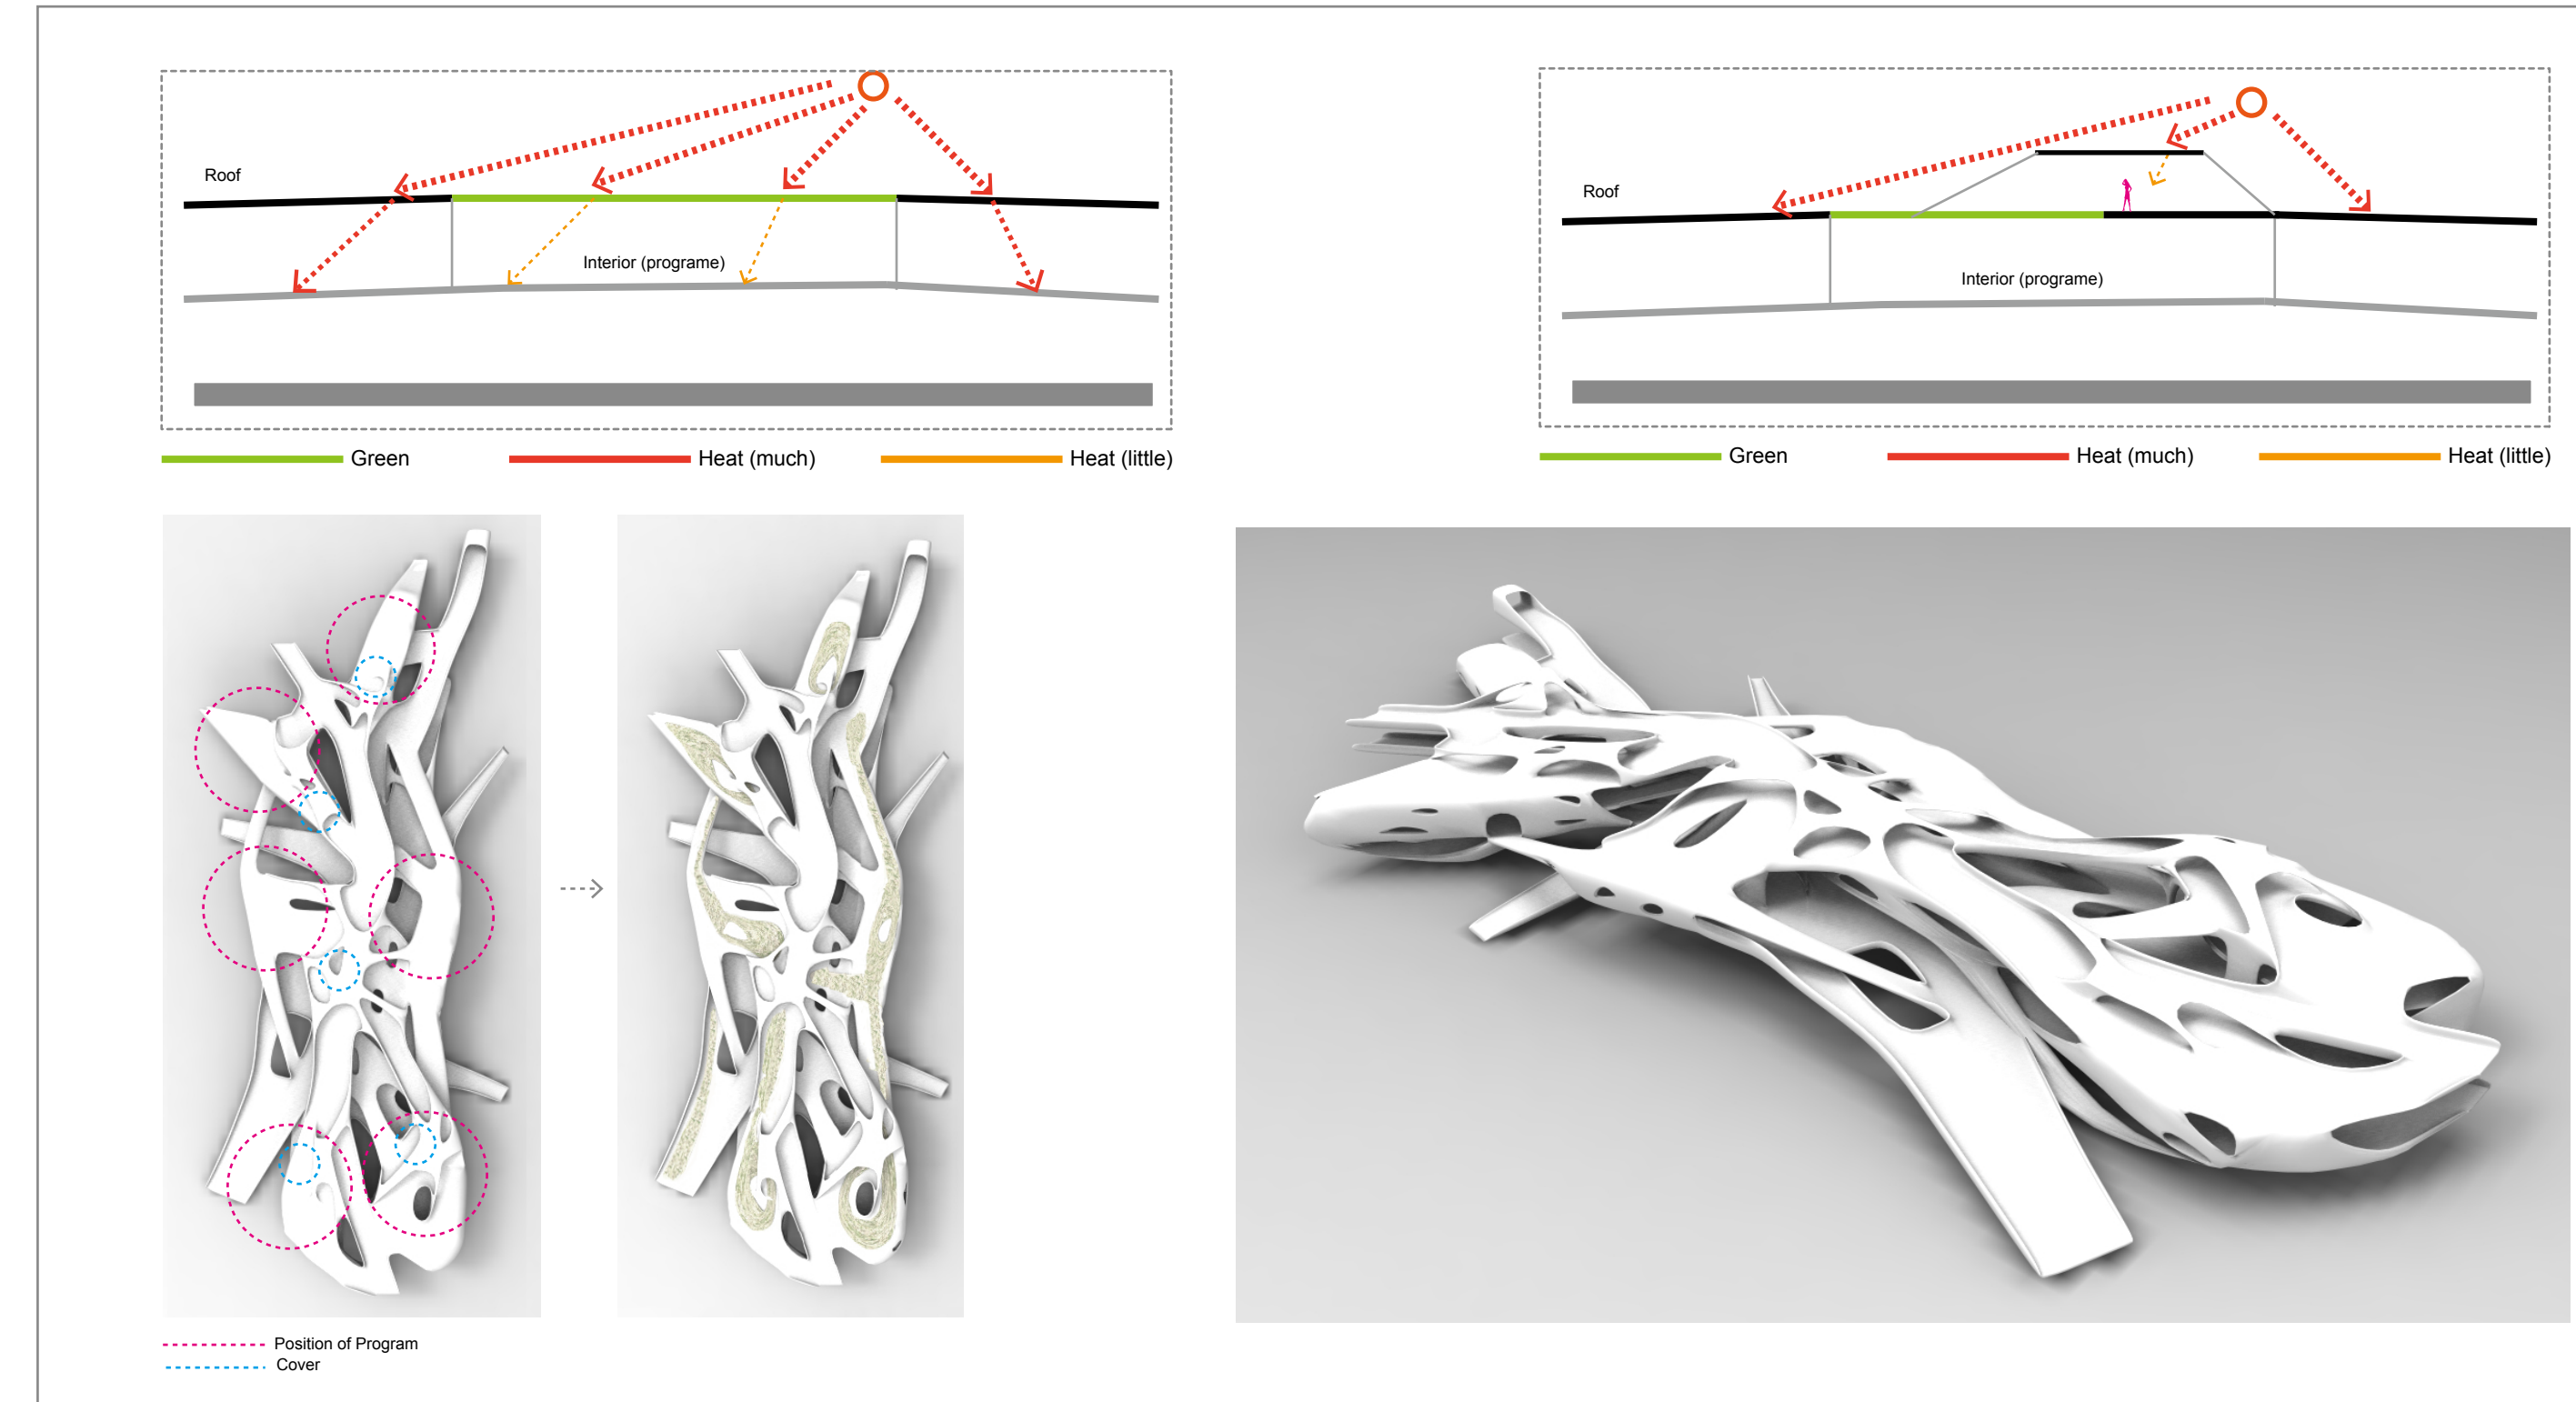 Roof
Interior (programe)
Green
Heat (much)
Heat (little)
Roof
Interior (programe)
Green
Heat (much)
Heat (little)
Position of Program
Cover